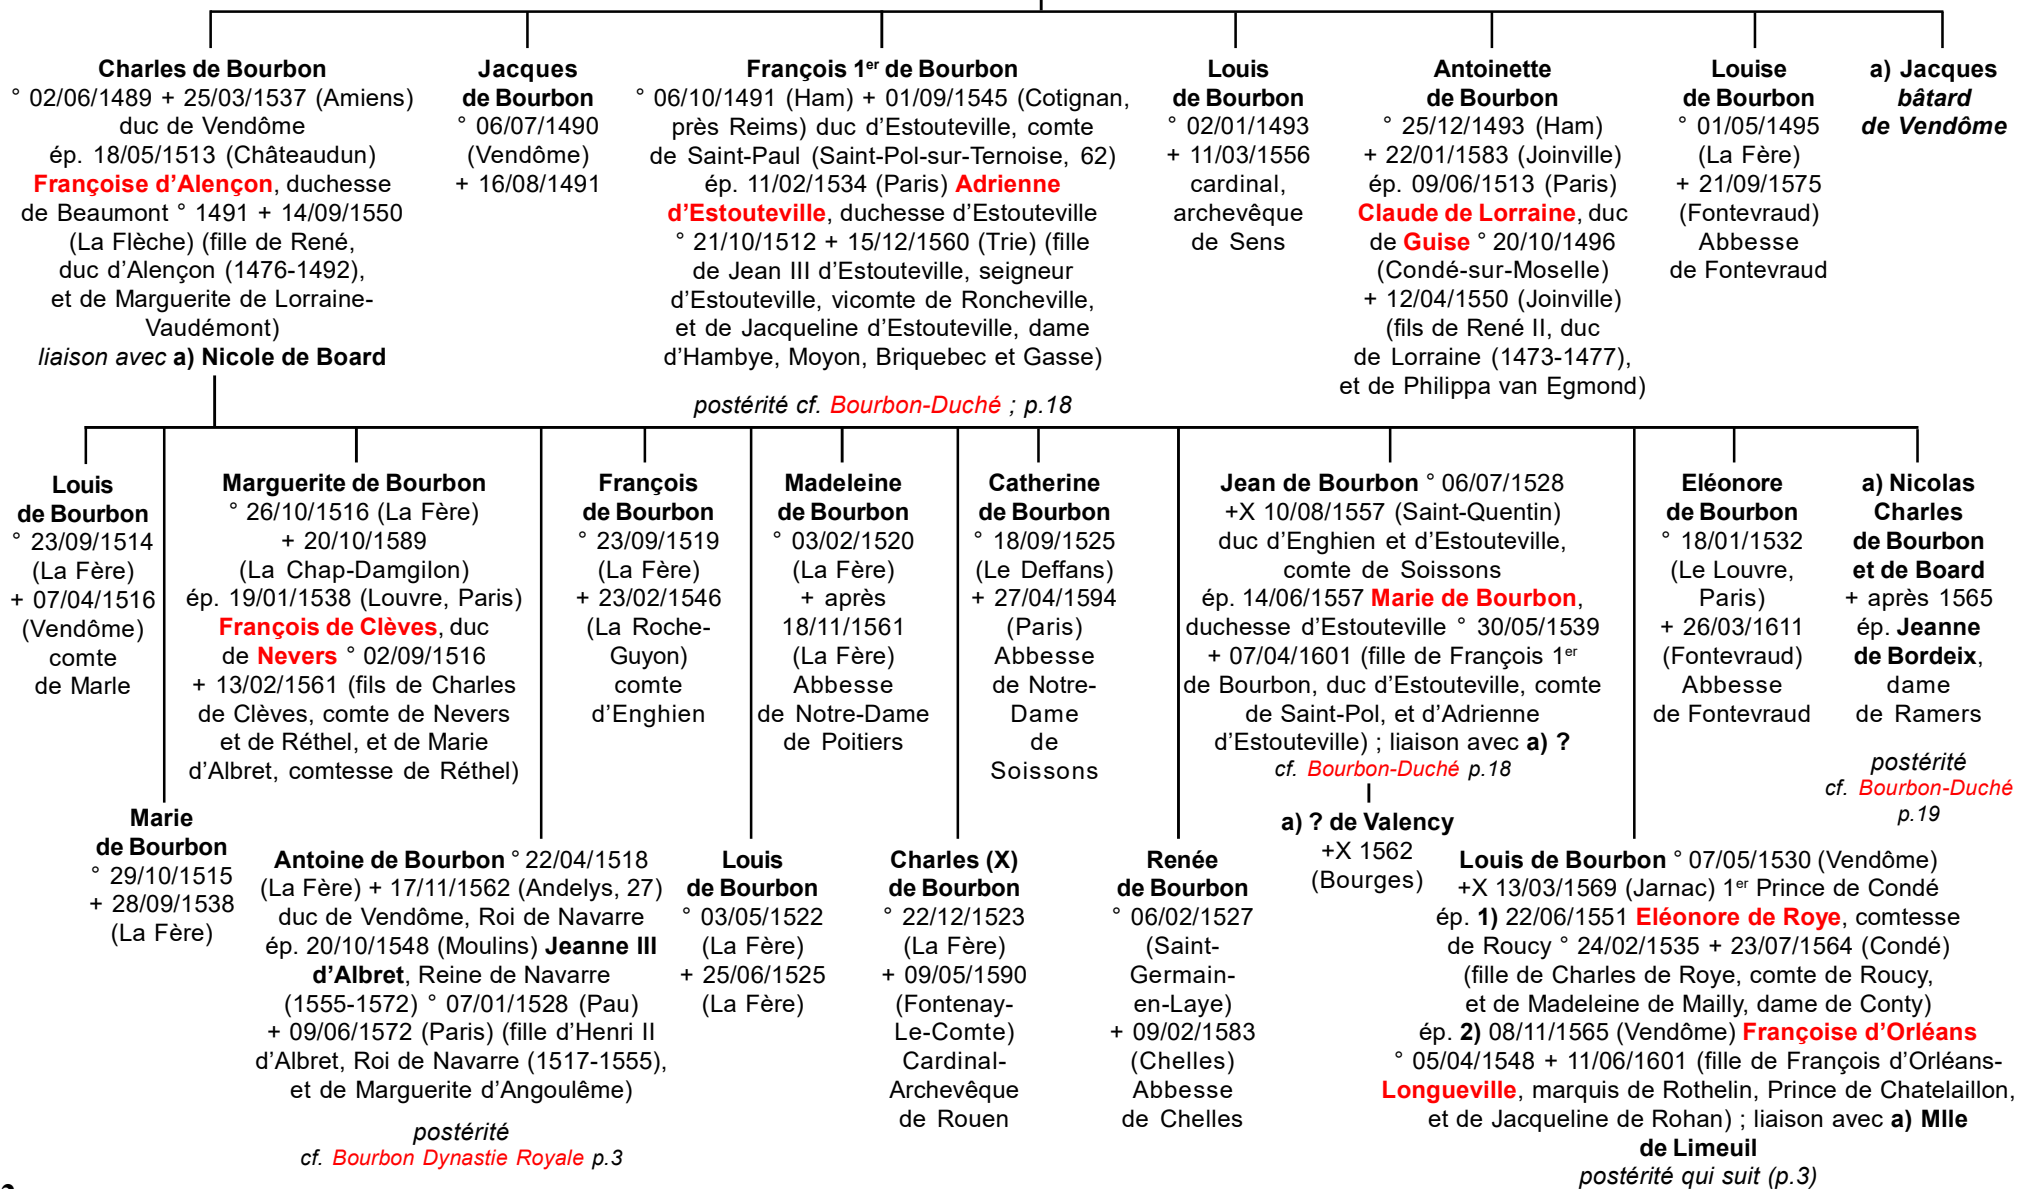 Charles de Bourbon
° 02/06/1489 + 25/03/1537 (Amiens)
duc de Vendôme
ép. 18/05/1513 (Châteaudun)
Françoise d’Alençon, duchesse
de Beaumont ° 1491 + 14/09/1550
(La Flèche) (fille de René,
duc d’Alençon (1476-1492),
et de Marguerite de Lorraine-
Vaudémont)
liaison avec a) Nicole de Board
Jacques
de Bourbon
° 06/07/1490
(Vendôme)
+ 16/08/1491
François 1er de Bourbon
° 06/10/1491 (Ham) + 01/09/1545 (Cotignan,
près Reims) duc d’Estouteville, comte
de Saint-Paul (Saint-Pol-sur-Ternoise, 62)
ép. 11/02/1534 (Paris) Adrienne
d’Estouteville, duchesse d’Estouteville
° 21/10/1512 + 15/12/1560 (Trie) (fille
de Jean III d’Estouteville, seigneur
d’Estouteville, vicomte de Roncheville,
et de Jacqueline d’Estouteville, dame
d’Hambye, Moyon, Briquebec et Gasse)
postérité cf. Bourbon-Duché ; p.18
Louis
de Bourbon
° 02/01/1493
+ 11/03/1556
cardinal,
archevêque
de Sens
Antoinette
de Bourbon
° 25/12/1493 (Ham)
+ 22/01/1583 (Joinville)
ép. 09/06/1513 (Paris)
Claude de Lorraine, duc
de Guise ° 20/10/1496
(Condé-sur-Moselle)
+ 12/04/1550 (Joinville)
(fils de René II, duc
de Lorraine (1473-1477),
et de Philippa van Egmond)
Louise
de Bourbon
° 01/05/1495
(La Fère)
+ 21/09/1575
(Fontevraud)
Abbesse
de Fontevraud
a) Jacques
bâtard
de Vendôme
Louis
de Bourbon
° 23/09/1514
(La Fère)
+ 07/04/1516
(Vendôme)
comte
de Marle
Marie
de Bourbon
° 29/10/1515
+ 28/09/1538
(La Fère)
Marguerite de Bourbon
° 26/10/1516 (La Fère)
+ 20/10/1589
(La Chap-Damgilon)
ép. 19/01/1538 (Louvre, Paris)
François de Clèves, duc
de Nevers ° 02/09/1516
+ 13/02/1561 (fils de Charles
de Clèves, comte de Nevers
et de Réthel, et de Marie
d’Albret, comtesse de Réthel)
Antoine de Bourbon ° 22/04/1518
(La Fère) + 17/11/1562 (Andelys, 27)
duc de Vendôme, Roi de Navarre
ép. 20/10/1548 (Moulins) Jeanne III
d’Albret, Reine de Navarre
(1555-1572) ° 07/01/1528 (Pau)
+ 09/06/1572 (Paris) (fille d’Henri II
d’Albret, Roi de Navarre (1517-1555),
et de Marguerite d’Angoulême)
postérité
cf. Bourbon Dynastie Royale p.3
François
de Bourbon
° 23/09/1519
(La Fère)
+ 23/02/1546
(La Roche-
Guyon)
comte
d’Enghien
Louis
de Bourbon
° 03/05/1522
(La Fère)
+ 25/06/1525
(La Fère)
Madeleine
de Bourbon
° 03/02/1520
(La Fère)
+ après
18/11/1561
(La Fère)
Abbesse
de Notre-Dame
de Poitiers
Charles (X)
de Bourbon
° 22/12/1523
(La Fère)
+ 09/05/1590
(Fontenay-
Le-Comte)
Cardinal-
Archevêque
de Rouen
Catherine
de Bourbon
° 18/09/1525
(Le Deffans)
+ 27/04/1594
(Paris)
Abbesse
de Notre-
Dame
de
Soissons
Renée
de Bourbon
° 06/02/1527
(Saint-
Germain-
en-Laye)
+ 09/02/1583
(Chelles)
Abbesse
de Chelles
Jean de Bourbon ° 06/07/1528
+X 10/08/1557 (Saint-Quentin)
duc d’Enghien et d’Estouteville,
comte de Soissons
ép. 14/06/1557 Marie de Bourbon,
duchesse d’Estouteville ° 30/05/1539
+ 07/04/1601 (fille de François 1er
de Bourbon, duc d’Estouteville, comte
de Saint-Pol, et d’Adrienne
d’Estouteville) ; liaison avec a) ?
cf. Bourbon-Duché p.18
a) ? de Valency
+X 1562
(Bourges)
Louis de Bourbon ° 07/05/1530 (Vendôme)
+X 13/03/1569 (Jarnac) 1er Prince de Condé
ép. 1) 22/06/1551 Eléonore de Roye, comtesse
de Roucy ° 24/02/1535 + 23/07/1564 (Condé)
(fille de Charles de Roye, comte de Roucy,
et de Madeleine de Mailly, dame de Conty)
ép. 2) 08/11/1565 (Vendôme) Françoise d’Orléans
° 05/04/1548 + 11/06/1601 (fille de François d’Orléans-
Longueville, marquis de Rothelin, Prince de Chatelaillon,
et de Jacqueline de Rohan) ; liaison avec a) Mlle
de Limeuil
postérité qui suit (p.3)
Eléonore
de Bourbon
° 18/01/1532
(Le Louvre,
Paris)
+ 26/03/1611
(Fontevraud)
Abbesse
de Fontevraud
a) Nicolas
Charles
de Bourbon
et de Board
+ après 1565
ép. Jeanne
de Bordeix,
dame
de Ramers
postérité
cf. Bourbon-Duché
p.19